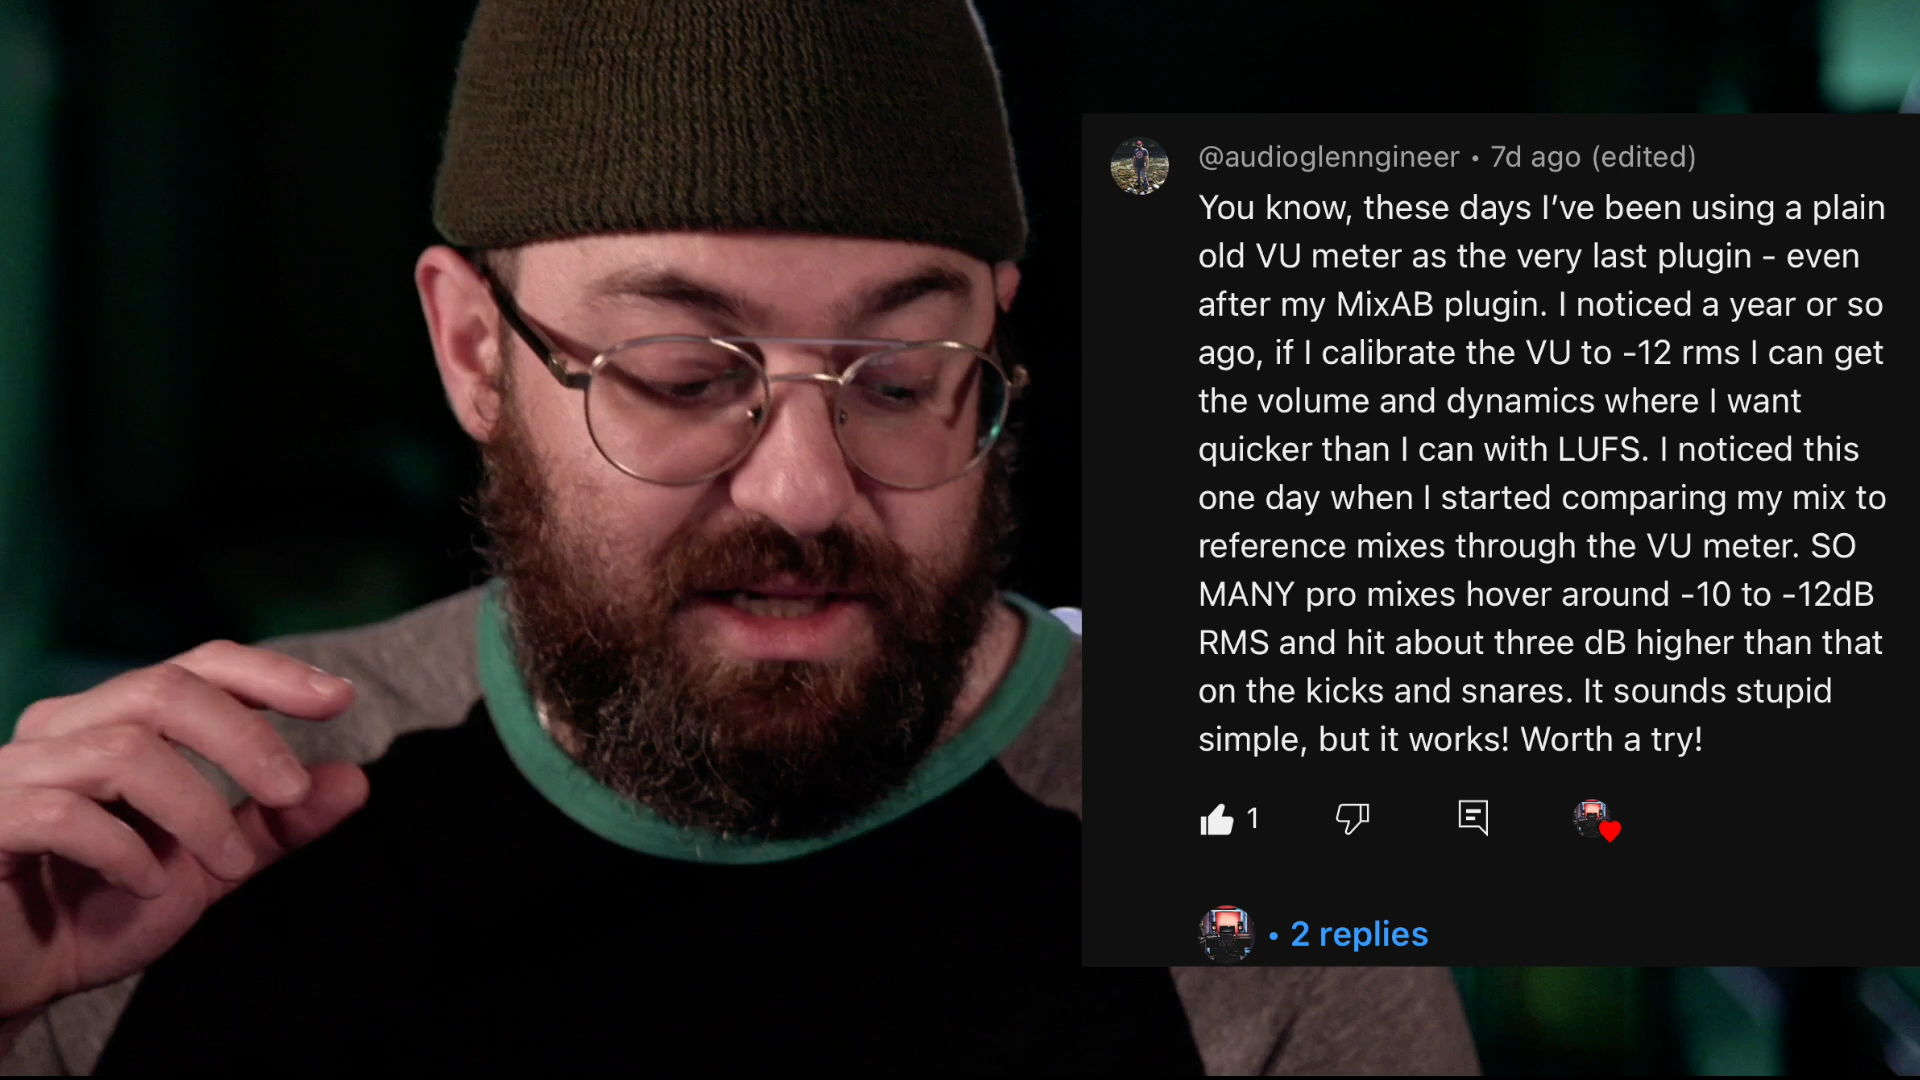 @audioglenngineer • 7d ago (edited)
You know, these days I’ve been using a plain
old VU meter as the very last plugin - even
after my MixAB plugin. I noticed a year or so
ago, if I calibrate the VU to -12 rms I can get
the volume and dynamics where I want
quicker than I can with LUFS. I noticed this
one day when I started comparing my mix to
reference mixes through the VU meter. SO
MANY pro mixes hover around -10 to -12dB
RMS and hit about three dB higher than that
on the kicks and snares. It sounds stupid
simple, but it works! Worth a try!
1
• 2 replies